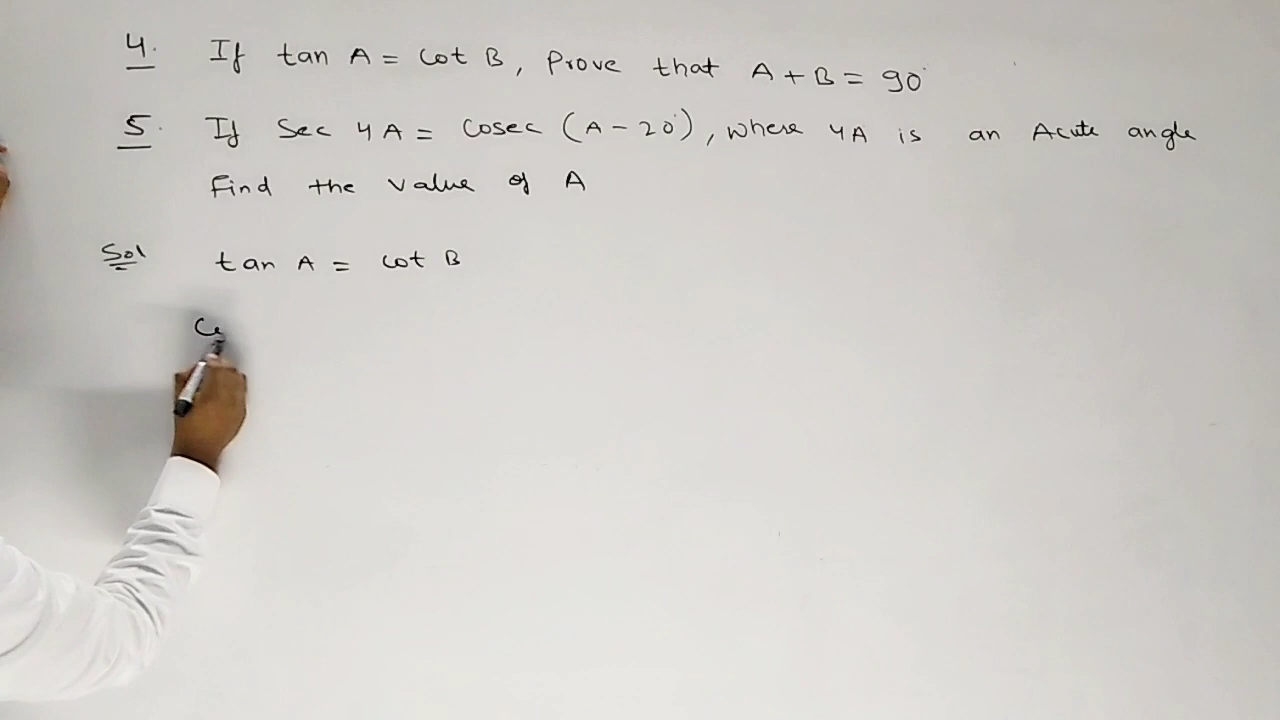 4. If tan A = cot B, Prove that A + B = 90°
5. If Sec 4A = Cosec (A - 20°), where 4A is an Acute angle
Find the value of A
Sol tan A = cot B